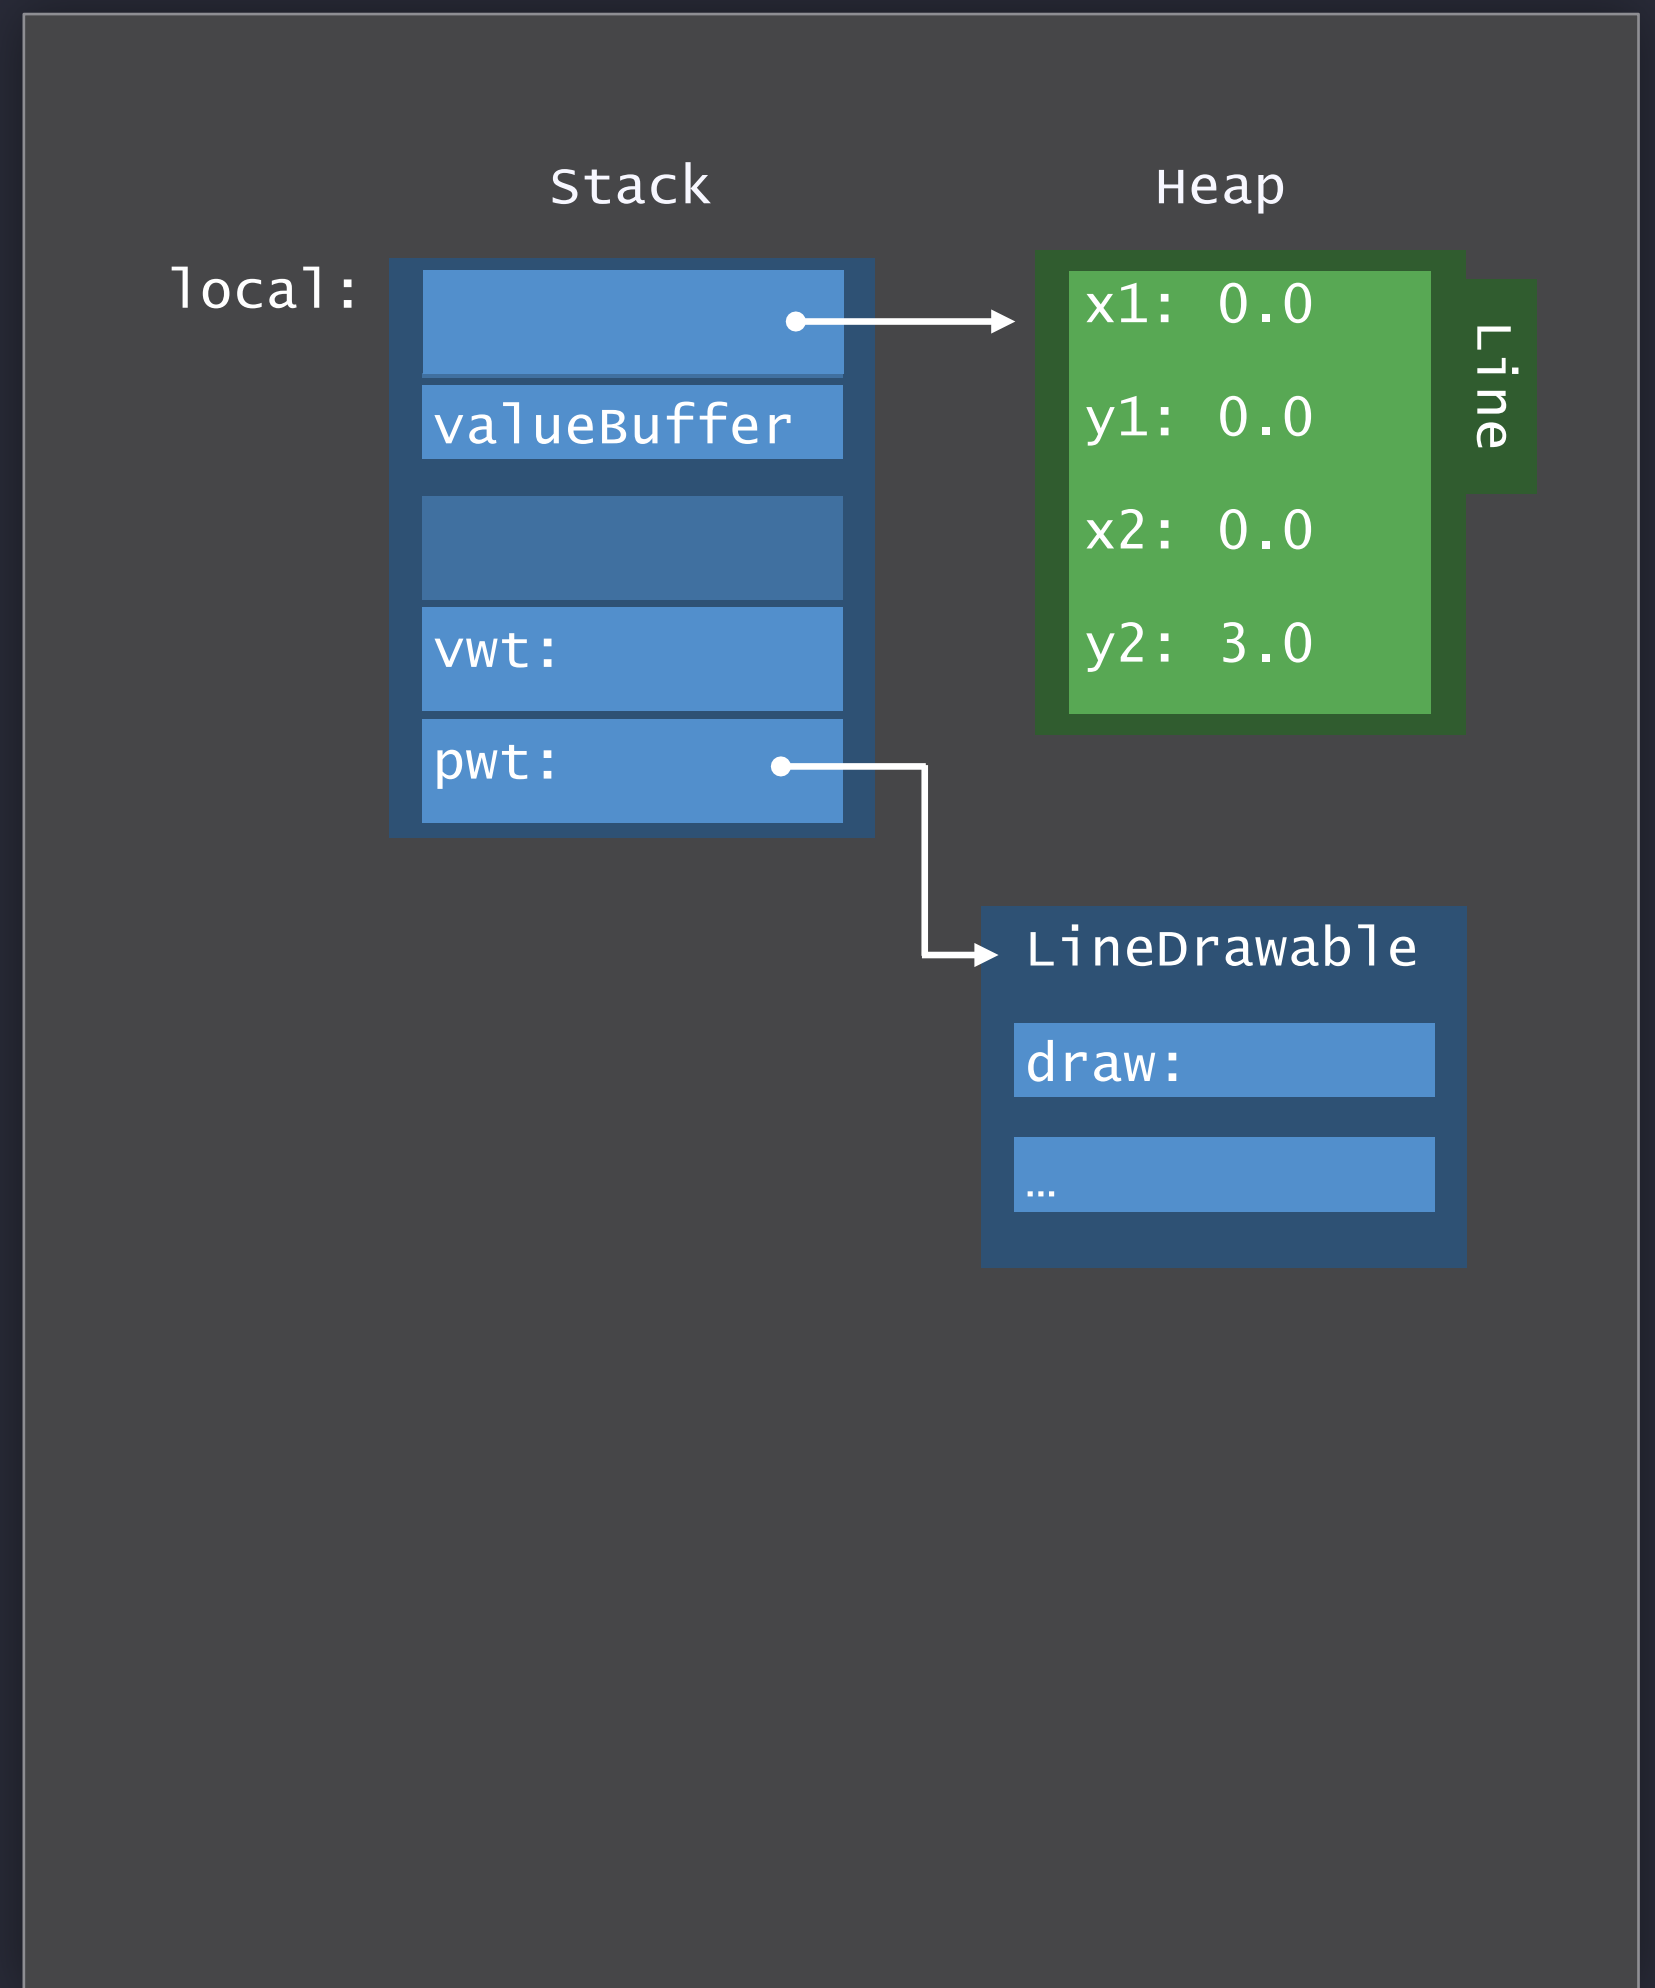 Stack
Heap
local:
valueBuffer
vwt:
pwt:
x1: 0.0
y1: 0.0
x2: 0.0
y2: 3.0
Line
LineDrawable
draw:
…